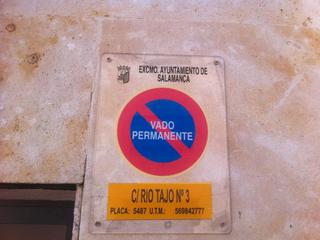 EXCMO. AYUNTAMIENTO DE
SALAMANCA
VADO
PERMANENTE
C/ RIO TAJO Nº 3
PLACA: 5487 U.T.M.: 569842777